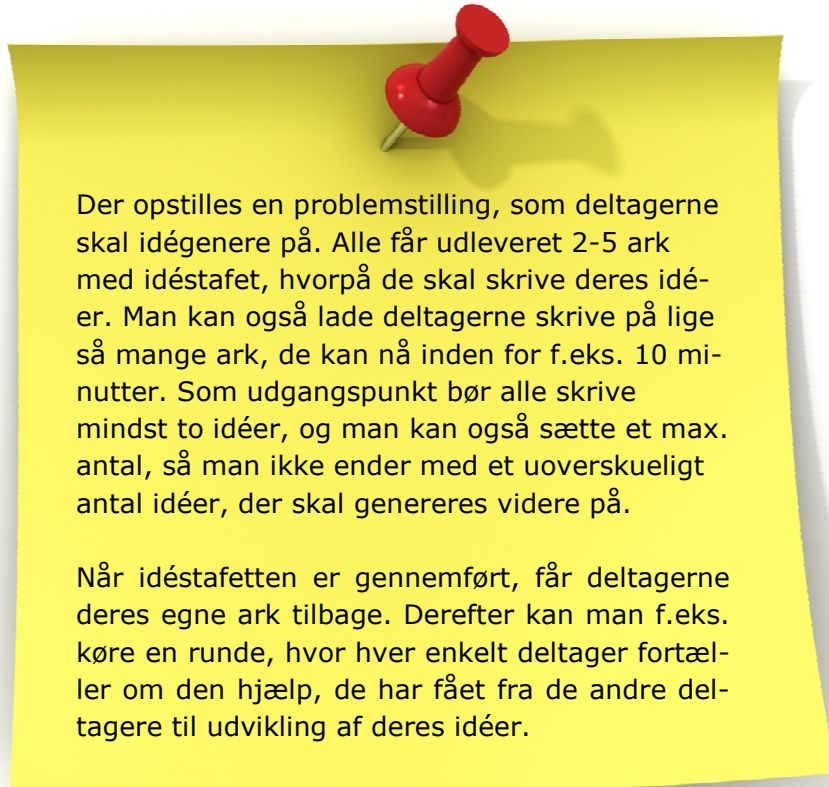 Der opstilles en problemstilling, som deltagerne
skal idégenere på. Alle får udleveret 2-5 ark
med idéstafet, hvorpå de skal skrive deres idé-
er. Man kan også lade deltagerne skrive på lige
så mange ark, de kan nå inden for f.eks. 10 mi-
nutter. Som udgangspunkt bør alle skrive
mindst to idéer, og man kan også sætte et max.
antal, så man ikke ender med et uoverskueligt
antal idéer, der skal genereres videre på.
Når idéstafetten er gennemført, får deltagerne
deres egne ark tilbage. Derefter kan man f.eks.
køre en runde, hvor hver enkelt deltager fortæl-
ler om den hjælp, de har fået fra de andre del-
tagere til udvikling af deres idéer.